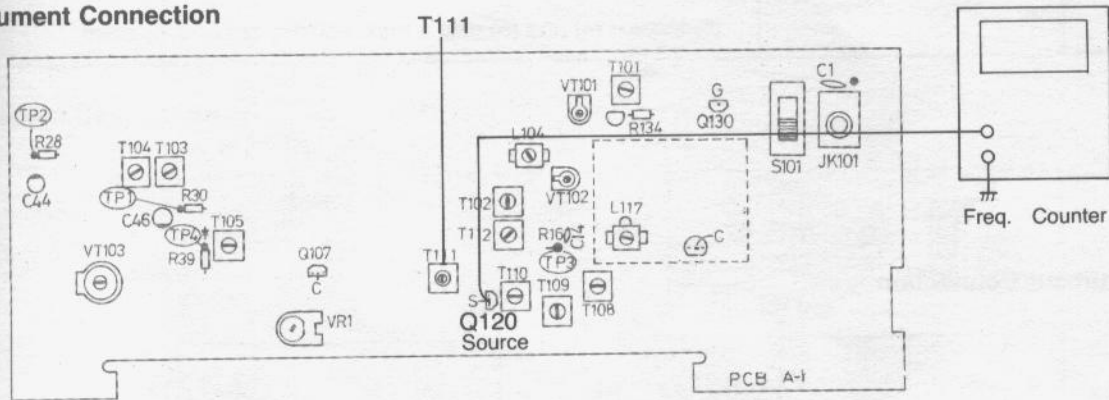 ument Connection
T111
C1
T101
VT101
G
TP2
R28
R134
Q130
L104
T104 T103
S101
JK101
VT102
C44
TP1
R30
T102
L117
Freq. Counter
C46
TP4
T105
T112
R160
C
VT103
R39
Q107
T111
TP3
C
T110
T109
S
T108
VR1
Q120
Source
PCB A-1